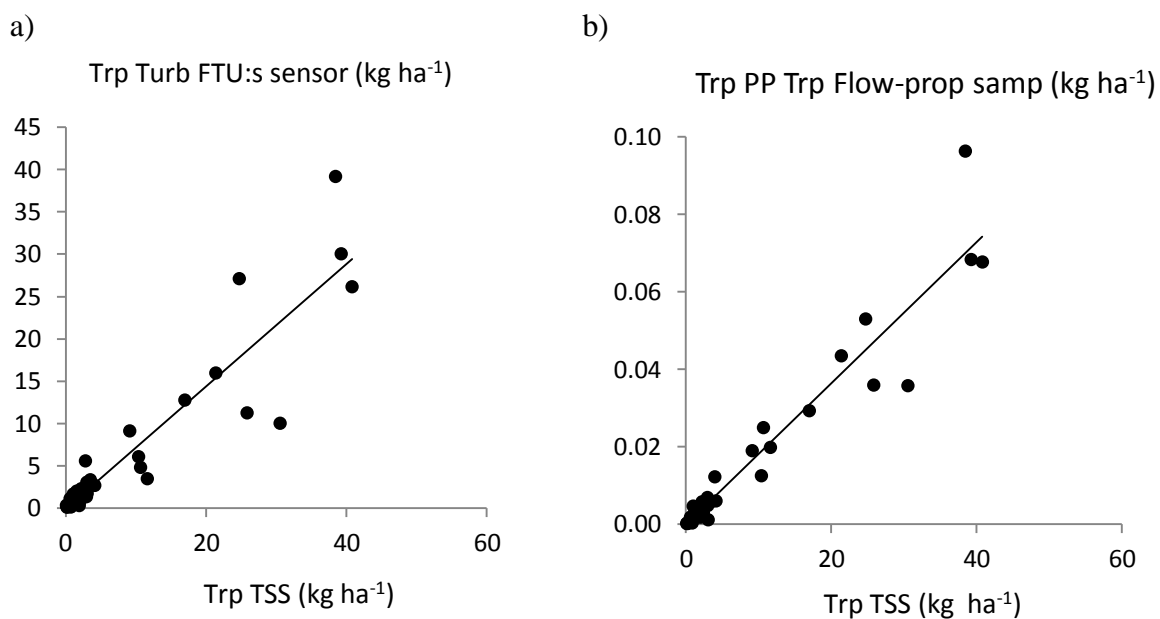 a)
Trp Turb FTU:s sensor (kg ha⁻¹)
45
40
35
30
25
20
15
10
5
0
0 20 40 60
Trp TSS (kg ha⁻¹)
b)
Trp PP Trp Flow-prop samp (kg ha⁻¹)
0.10
0.08
0.06
0.04
0.02
0.00
0 20 40 60
Trp TSS (kg ha⁻¹)